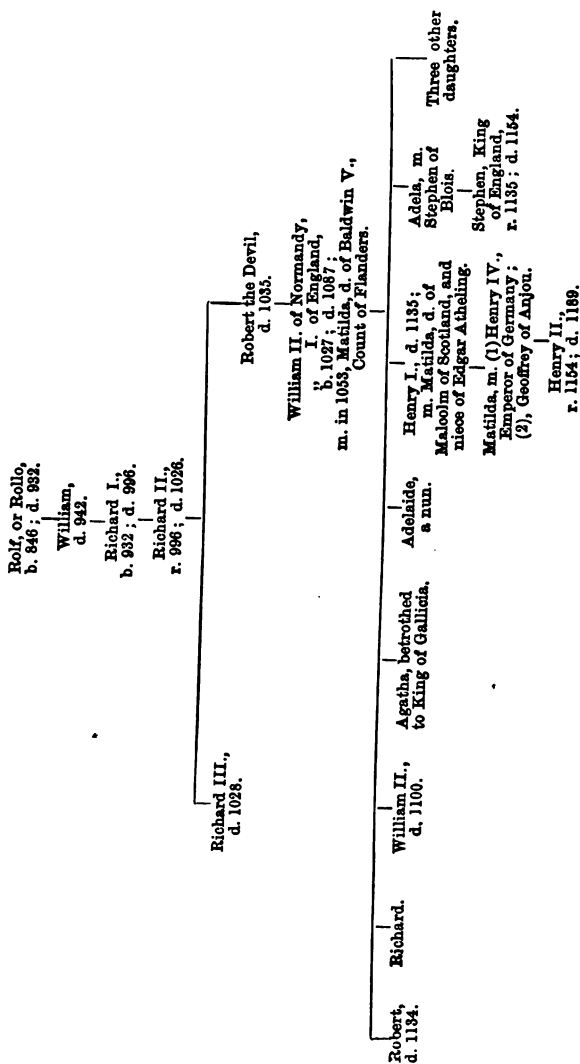 Rolf, or Rollo,
b. 846 ; d. 932.
William,
d. 942.
Richard I.,
b. 932 ; d. 996.
Richard II.,
r. 996 ; d. 1026.
Richard III.,
d. 1028.
Robert the Devil,
d. 1035.
William II. of Normandy,
,, I. of England,
b. 1027 ; d. 1087 ;
m. in 1053, Matilda, d. of Baldwin V.,
Count of Flanders.
Robert,
d. 1134.
Richard.
William II.,
d. 1100.
Agatha, betrothed
to King of Gallicia.
Adelaide,
a nun.
Henry I., d. 1135 ;
m. Matilda, d. of
Malcolm of Scotland, and
niece of Edgar Atheling.
Matilda, m. (1) Henry IV.,
Emperor of Germany ;
(2), Geoffrey of Anjou.
Henry II.,
r. 1154 ; d. 1189.
Adela, m.
Stephen of
Blois.
Stephen, King
of England,
r. 1135 ; d. 1154.
Three other
daughters.